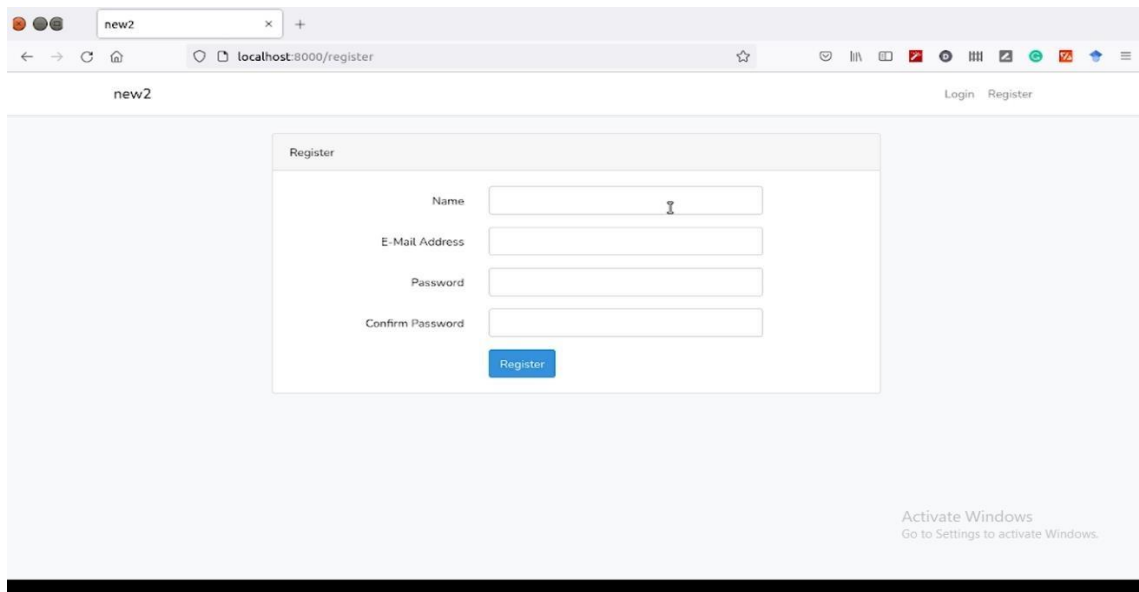 new2
localhost:8000/register
new2
Login Register
Register
Name
E-Mail Address
Password
Confirm Password
Register
Activate Windows
Go to Settings to activate Windows.